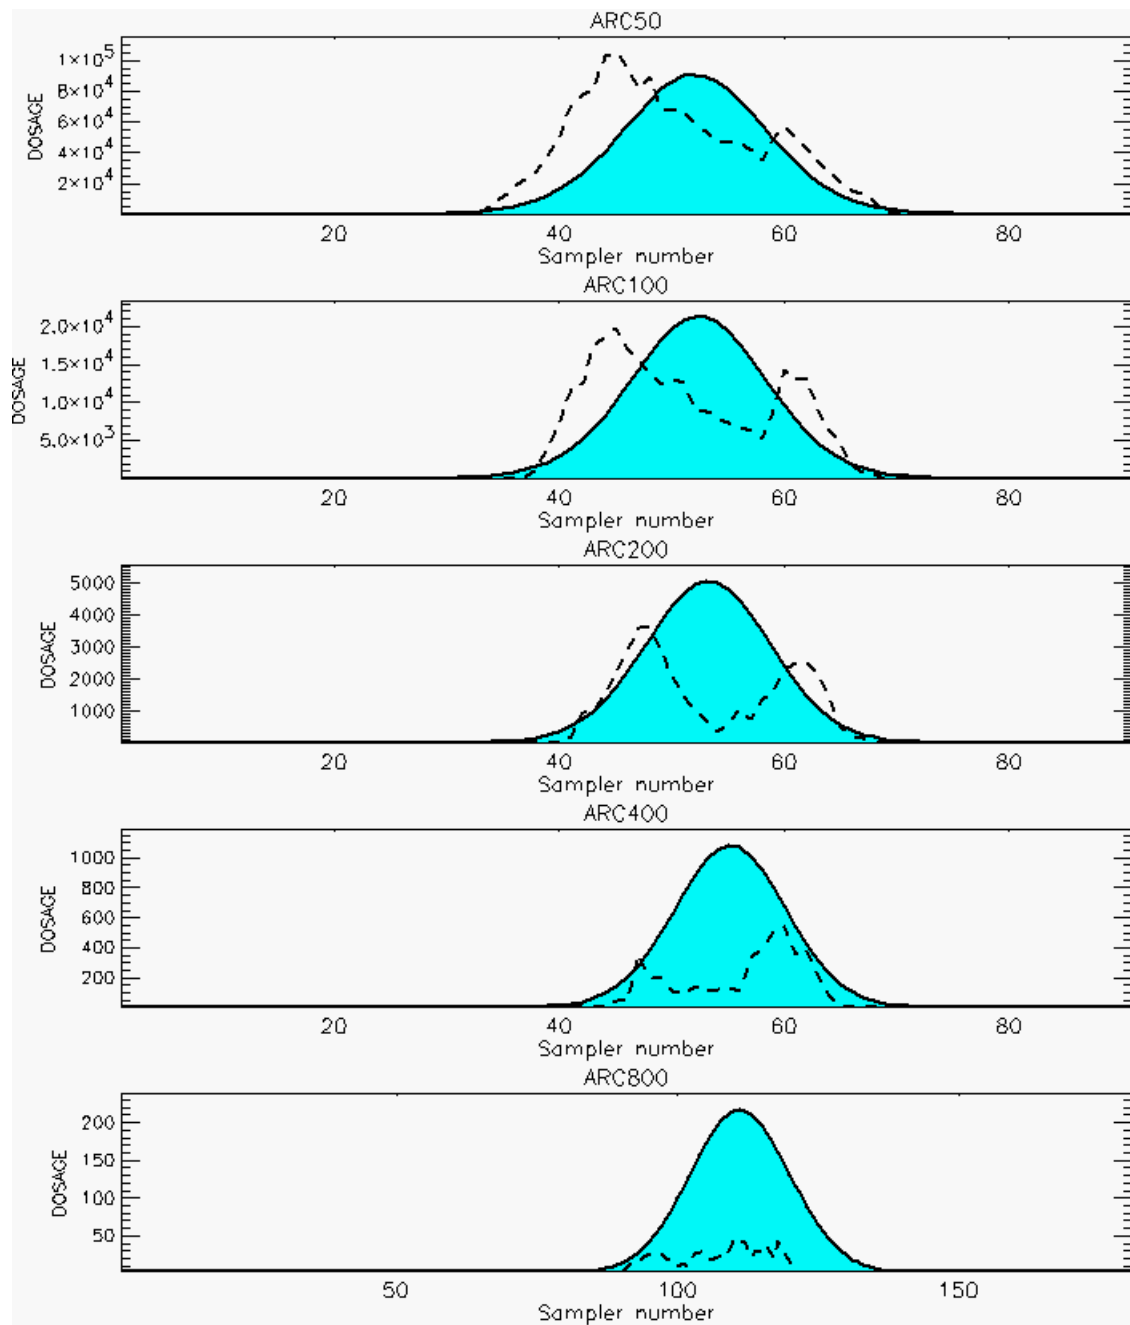 ARC50
1×10⁵
8×10⁴
6×10⁴
4×10⁴
2×10⁴
DOSAGE
20 40 60 80
Sampler number
ARC100
2.0×10⁴
1.5×10⁴
1.0×10⁴
5.0×10³
DOSAGE
20 40 60 80
Sampler number
ARC200
5000
4000
3000
2000
1000
DOSAGE
20 40 60 80
Sampler number
ARC400
1000
800
600
400
200
DOSAGE
20 40 60 80
Sampler number
ARC800
200
150
100
50
DOSAGE
50 100 150
Sampler number